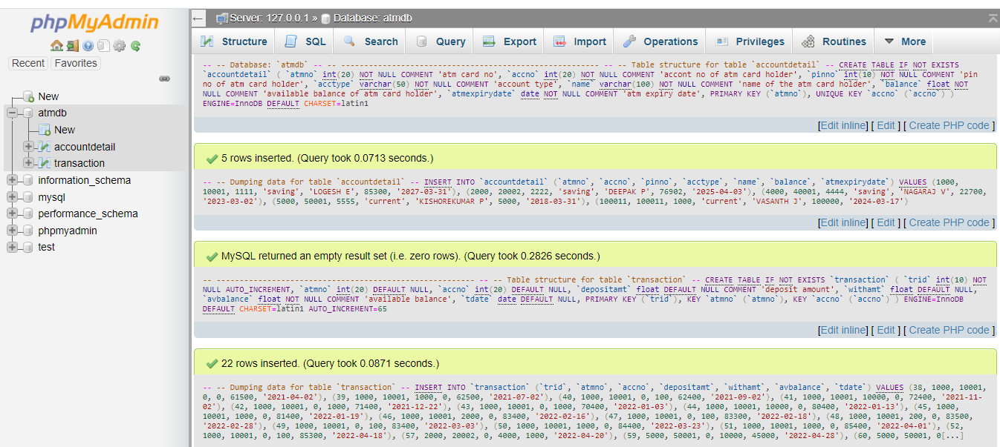 phpMyAdmin
Recent Favorites
New
atmdb
New
accountdetail
transaction
information_schema
mysql
performance_schema
phpmyadmin
test
← Server: 127.0.0.1 » Database: atmdb
Structure SQL Search Query Export Import Operations Privileges Routines ▼ More
-- -- Database: `atmdb` -- -- -------------------------------------------------------- -- -- Table structure for table `accountdetail` -- CREATE TABLE IF NOT EXISTS
`accountdetail` ( `atmno` int(20) NOT NULL COMMENT 'atm card no', `accno` int(20) NOT NULL COMMENT 'accont no of atm card holder', `pinno` int(10) NOT NULL COMMENT 'pin
no of atm card holder', `acctype` varchar(50) NOT NULL COMMENT 'account type', `name` varchar(100) NOT NULL COMMENT 'name of the atm card holder', `balance` float NOT
NULL COMMENT 'available balance of atm card holder', `atmexpirydate` date NOT NULL COMMENT 'atm expiry date', PRIMARY KEY (`atmno`), UNIQUE KEY `accno` (`accno`) )
ENGINE=InnoDB DEFAULT CHARSET=latin1
[Edit inline] [ Edit ] [ Create PHP code ]
5 rows inserted. (Query took 0.0713 seconds.)
-- -- Dumping data for table `accountdetail` -- INSERT INTO `accountdetail` (`atmno`, `accno`, `pinno`, `acctype`, `name`, `balance`, `atmexpirydate`) VALUES (1000,
10001, 1111, 'saving', 'LOGESH E', 85300, '2027-03-31'), (2000, 20002, 2222, 'saving', 'DEEPAK P', 76902, '2025-04-03'), (4000, 40001, 4444, 'saving', 'NAGARAJ V', 22700,
'2023-03-02'), (5000, 50001, 5555, 'current', 'KISHOREKUMAR P', 5000, '2018-03-31'), (100011, 100011, 1000, 'current', 'VASANTH J', 100000, '2024-03-17')
[Edit inline] [ Edit ] [ Create PHP code ]
MySQL returned an empty result set (i.e. zero rows). (Query took 0.2826 seconds.)
-------------------------------------------------------- -- -- Table structure for table `transaction` -- CREATE TABLE IF NOT EXISTS `transaction` ( `trid` int(10) NOT
NULL AUTO_INCREMENT, `atmno` int(20) DEFAULT NULL, `accno` int(20) DEFAULT NULL, `depositamt` float DEFAULT NULL COMMENT 'deposit amount', `withamt` float DEFAULT NULL,
`avbalance` float NOT NULL COMMENT 'available balance', `tdate` date DEFAULT NULL, PRIMARY KEY (`trid`), KEY `atmno` (`atmno`), KEY `accno` (`accno`) ) ENGINE=InnoDB
DEFAULT CHARSET=latin1 AUTO_INCREMENT=65
[Edit inline] [ Edit ] [ Create PHP code ]
22 rows inserted. (Query took 0.0871 seconds.)
-- -- Dumping data for table `transaction` -- INSERT INTO `transaction` (`trid`, `atmno`, `accno`, `depositamt`, `withamt`, `avbalance`, `tdate`) VALUES (38, 1000, 10001,
0, 0, 61500, '2021-04-02'), (39, 1000, 10001, 1000, 0, 62500, '2021-07-02'), (40, 1000, 10001, 0, 100, 62400, '2021-09-02'), (41, 1000, 10001, 10000, 0, 72400, '2021-11-
02'), (42, 1000, 10001, 0, 1000, 71400, '2021-12-22'), (43, 1000, 10001, 0, 1000, 70400, '2022-01-03'), (44, 1000, 10001, 10000, 0, 80400, '2022-01-13'), (45, 1000,
10001, 1000, 0, 81400, '2022-01-19'), (46, 1000, 10001, 2000, 0, 83400, '2022-02-16'), (47, 1000, 10001, 0, 100, 83300, '2022-02-18'), (48, 1000, 10001, 200, 0, 83500,
'2022-02-28'), (49, 1000, 10001, 0, 100, 83400, '2022-03-03'), (50, 1000, 10001, 1000, 0, 84400, '2022-03-23'), (51, 1000, 10001, 1000, 0, 85400, '2022-04-01'), (52,
1000, 10001, 0, 100, 85300, '2022-04-18'), (57, 2000, 20002, 0, 4000, 1000, '2022-04-20'), (59, 5000, 50001, 0, 10000, 45000, '2022-04-28'), (60, 5000, 50001, 0[...]